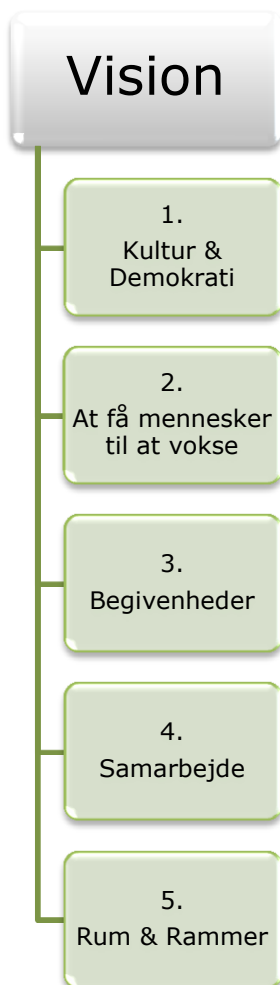 Vision
1.
Kultur &
Demokrati
2.
At få mennesker
til at vokse
3.
Begivenheder
4.
Samarbejde
5.
Rum & Rammer